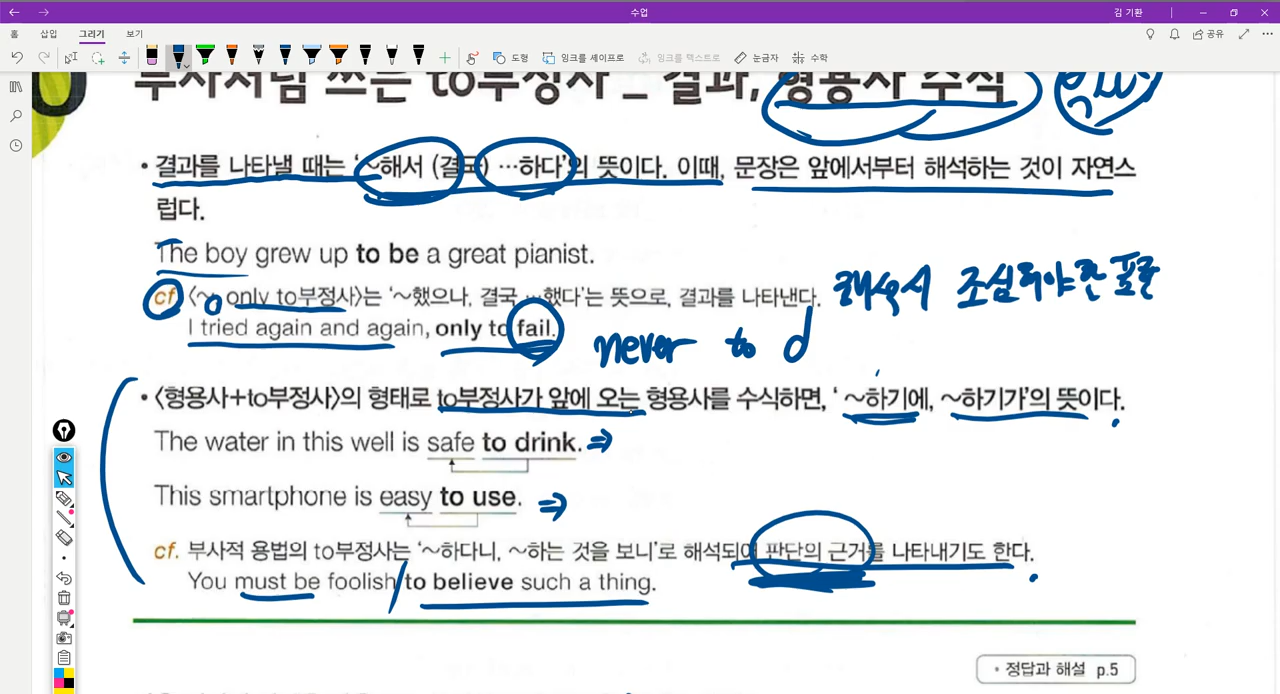 수업
김 기환
홈 삽입 그리기 보기
도형 잉크를 셰이프로 잉크를 텍스트로 눈금자 수학
공유
부사처럼 쓰는 to부정사 _ 결과, 형용사 수식
• 결과를 나타낼 때는 '~해서 (결국) …하다'의 뜻이다. 이때, 문장은 앞에서부터 해석하는 것이 자연스
럽다.
The boy grew up to be a great pianist.
cf. 〈~, only to부정사〉는 '~했으나, 결국 …했다'는 뜻으로, 결과를 나타낸다.
해석시 조심해야 한 표현
I tried again and again, only to fail.
never to d
• 〈형용사+to부정사〉의 형태로 to부정사가 앞에 오는 형용사를 수식하면, '~하기에, ~하기가'의 뜻이다.
The water in this well is safe to drink. ⇒
This smartphone is easy to use. ⇒
cf. 부사적 용법의 to부정사는 '~하다니, ~하는 것을 보니'로 해석되어 판단의 근거를 나타내기도 한다.
You must be foolish / to believe such a thing.
• 정답과 해설 p.5